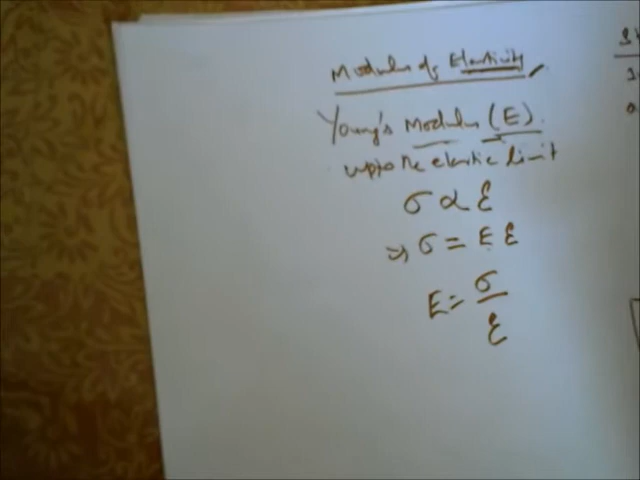 Modulus of Elasticity
Young's Modulus (E).
upto the elastic limit
σ ∝ ε
⇒ σ = E ε
E = σ / ε